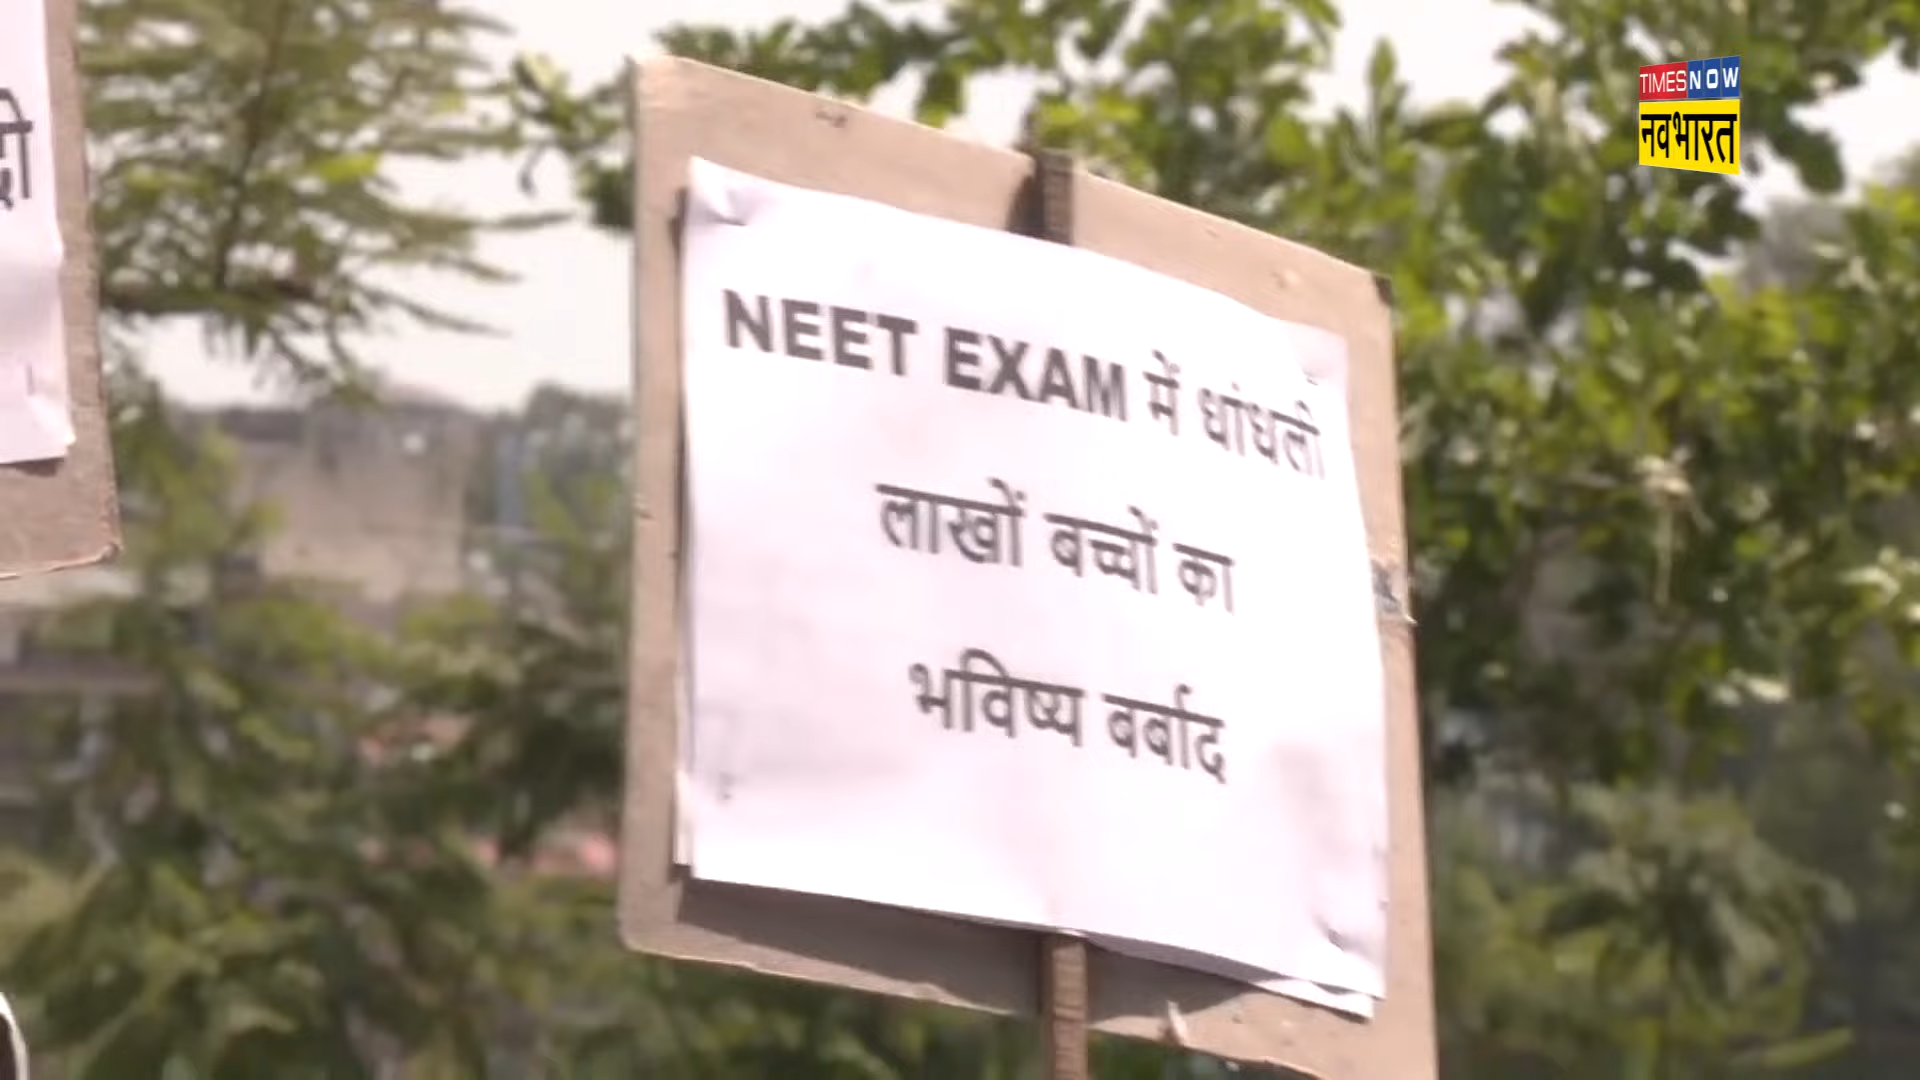 TIMES NOW
नवभारत
NEET EXAM में धांधली
लाखों बच्चों का
भविष्य बर्बाद